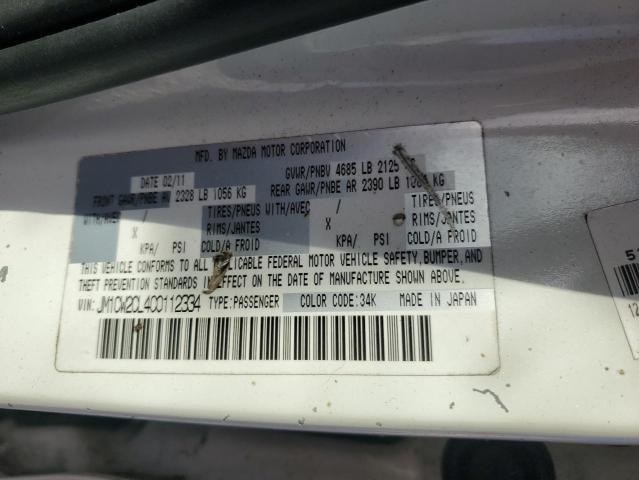 MFD. BY MAZDA MOTOR CORPORATION
DATE 02/11 GVWR/PNBV 4685 LB 2125
FRONT GAWR/PNBE AV 2328 LB 1056 KG REAR GAWR/PNBE AR 2390 LB KG
WITH/AVEC / TIRES/PNEUS WITH/AVEC / TIRES/PNEUS
X RIMS/JANTES X RIMS/JANTES
KPA/ PSI COLD/A FROID KPA/ PSI COLD/A FROID
THIS VEHICLE CONFORMS TO ALL FEDERAL MOTOR VEHICLE SAFETY, BUMPER, AND
THEFT PREVENTION STANDARDS IN EFFECT ON THE DATE OF MANUFACTURE SHOWN ABOVE.
VIN: JM1CW2CL4C0112334 TYPE:PASSENGER COLOR CODE:34K MADE IN JAPAN